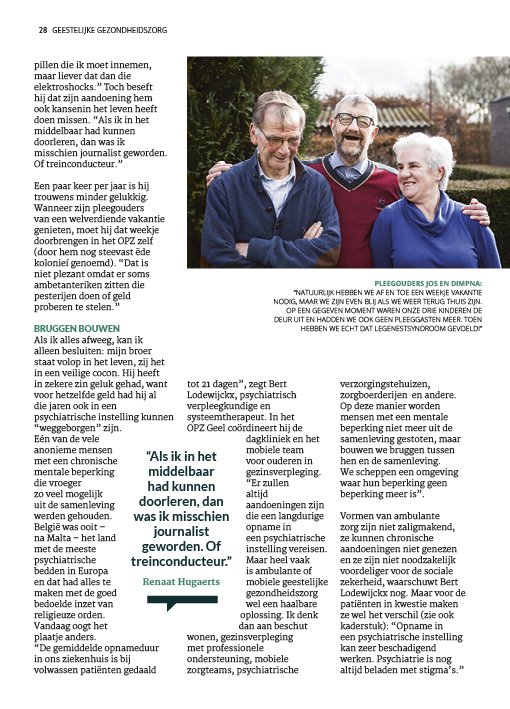 28 GEESTELIJKE GEZONDHEIDSZORG
pillen die ik moet innemen,
maar liever dat dan die
elektroshocks.” Toch beseft
hij dat zijn aandoening hem
ook kansenin het leven heeft
doen missen. “Als ik in het
middelbaar had kunnen
doorleren, dan was ik
misschien journalist geworden.
Of treinconducteur.”
Een paar keer per jaar is hij
trouwens minder gelukkig.
Wanneer zijn pleegouders
van een welverdiende vakantie
genieten, moet hij dat weekje
doorbrengen in het OPZ zelf
(door hem nog steevast ëde
koloniеí genoemd). “Dat is
niet plezant omdat er soms
ambetanteriken zitten die
pesterijen doen of geld
proberen te stelen.”
BRUGGEN BOUWEN
Als ik alles afweeg, kan ik
alleen besluiten: mijn broer
staat volop in het leven, zij het
in een veilige cocon. Hij heeft
in zekere zin geluk gehad, want
voor hetzelfde geld had hij al
die jaren ook in een
psychiatrische instelling kunnen
“weggeborgen” zijn.
Eén van de vele
anonieme mensen
met een chronische
mentale beperking
die vroeger
zo veel mogelijk
uit de samenleving
werden gehouden.
België was ooit –
na Malta – het land
met de meeste
psychiatrische
bedden in Europa
en dat had alles te
maken met de goed
bedoelde inzet van
religieuze orden.
Vandaag oogt het
plaatje anders.
“De gemiddelde opnameduur
in ons ziekenhuis is bij
volwassen patiënten gedaald
PLEEGOUDERS JOS EN DIMPNA:
“NATUURLIJK HEBBEN WE AF EN TOE EEN WEEKJE VAKANTIE
NODIG, MAAR WE ZIJN EVEN BLIJ ALS WE WEER TERUG THUIS ZIJN.
OP EEN GEGEVEN MOMENT WAREN ONZE DRIE KINDEREN DE
DEUR UIT EN HADDEN WE OOK GEEN PLEEGGASTEN MEER. TOEN
HEBBEN WE ECHT DAT LEGENESTSYNDROOM GEVOELD!”
“Als ik in het
middelbaar
had kunnen
doorleren, dan
was ik misschien
journalist
geworden. Of
treinconducteur.”
Renaat Hugaerts
tot 21 dagen”, zegt Bert
Lodewijckx, psychiatrisch
verpleegkundige en
systeemtherapeut. In het
OPZ Geel coördineert hij de
dagkliniek en het
mobiele team
voor ouderen in
gezinsverpleging.
“Er zullen
altijd
aandoeningen zijn
die een langdurige
opname in
een psychiatrische
instelling vereisen.
Maar heel vaak
is ambulante of
mobiele geestelijke
gezondheidszorg
wel een haalbare
oplossing. Ik denk
dan aan beschut
wonen, gezinsverpleging
met professionele
ondersteuning, mobiele
zorgteams, psychiatrische
verzorgingstehuizen,
zorgboerderijen en andere.
Op deze manier worden
mensen met een mentale
beperking niet meer uit de
samenleving gestoten, maar
bouwen we bruggen tussen
hen en de samenleving.
We scheppen een omgeving
waar hun beperking geen
beperking meer is”.
Vormen van ambulante
zorg zijn niet zaligmakend,
ze kunnen chronische
aandoeningen niet genezen
en ze zijn niet noodzakelijk
voordeliger voor de sociale
zekerheid, waarschuwt Bert
Lodewijckx nog. Maar voor de
patiënten in kwestie maken
ze wel het verschil (zie ook
kaderstuk): “Opname in
een psychiatrische instelling
kan zeer beschadigend
werken. Psychiatrie is nog
altijd beladen met stigma’s.”